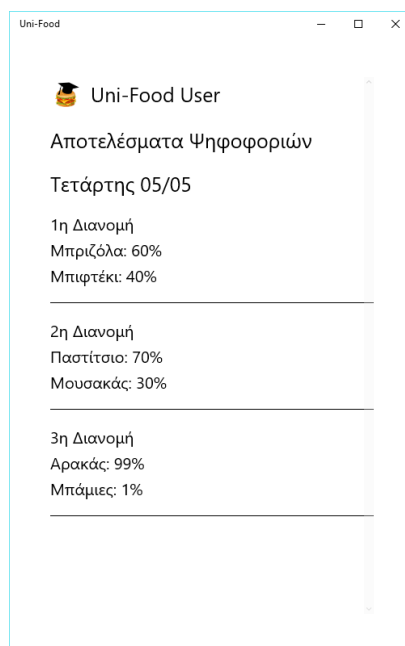 Uni-Food
Uni-Food User
Αποτελέσματα Ψηφοφοριών
Τετάρτης 05/05
1η Διανομή
Μπριζόλα: 60%
Μπιφτέκι: 40%
2η Διανομή
Παστίτσιο: 70%
Μουσακάς: 30%
3η Διανομή
Αρακάς: 99%
Μπάμιες: 1%